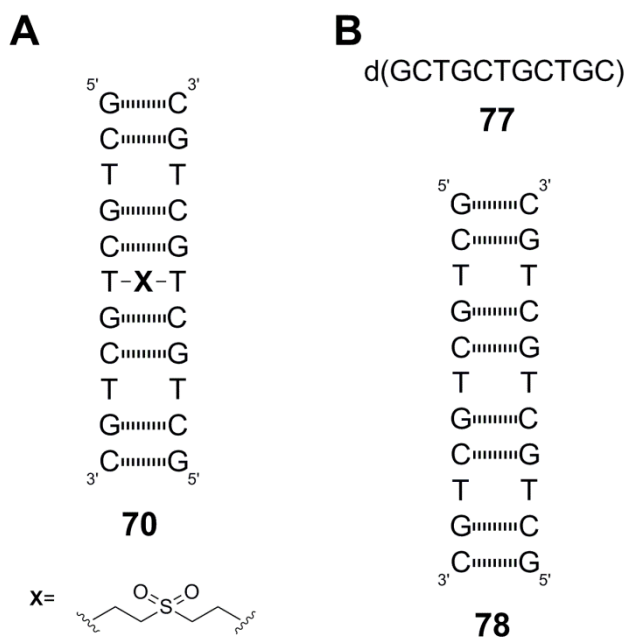 A
5' G C 3'
C G
T T
G C
C G
T-X-T
G C
C G
T T
G C
3' C G 5'
70
X= O O
S
B
d(GCTGCTGCTGC)
77
5' G C 3'
C G
T T
G C
C G
T T
G C
C G
T T
G C
3' C G 5'
78